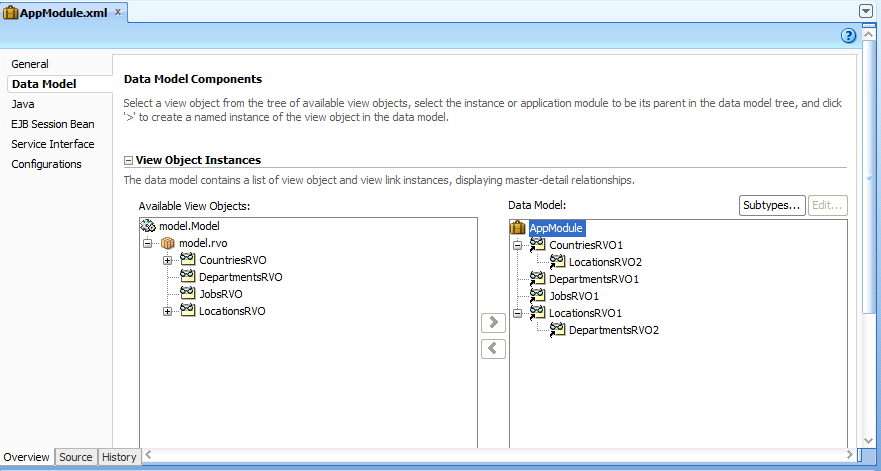 AppModule.xml x
General
Data Model
Java
EJB Session Bean
Service Interface
Configurations
Data Model Components
Select a view object from the tree of available view objects, select the instance or application module to be its parent in the data model tree, and click
'>' to create a named instance of the view object in the data model.
View Object Instances
The data model contains a list of view object and view link instances, displaying master-detail relationships.
Available View Objects:
model.Model
model.rvo
CountriesRVO
DepartmentsRVO
JobsRVO
LocationsRVO
Data Model:
Subtypes... Edit...
AppModule
CountriesRVO1
LocationsRVO2
DepartmentsRVO1
JobsRVO1
LocationsRVO1
DepartmentsRVO2
Overview Source History